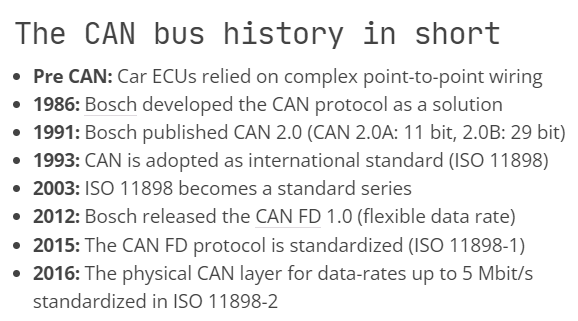 The CAN bus history in short
Pre CAN: Car ECUs relied on complex point-to-point wiring
1986: Bosch developed the CAN protocol as a solution
1991: Bosch published CAN 2.0 (CAN 2.0A: 11 bit, 2.0B: 29 bit)
1993: CAN is adopted as international standard (ISO 11898)
2003: ISO 11898 becomes a standard series
2012: Bosch released the CAN FD 1.0 (flexible data rate)
2015: The CAN FD protocol is standardized (ISO 11898-1)
2016: The physical CAN layer for data-rates up to 5 Mbit/s
standardized in ISO 11898-2